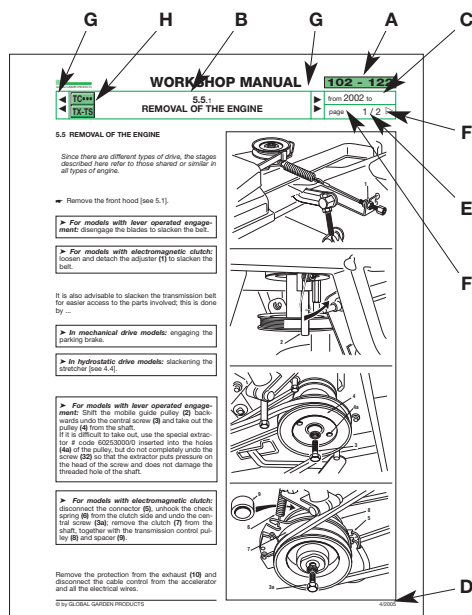 G H B G A C
WORKSHOP MANUAL
102 - 122
TC•••
TX-TS
5.5.1
REMOVAL OF THE ENGINE
from 2002 to
page 1 / 2
F
E
F
5.5 REMOVAL OF THE ENGINE
Since there are different types of drive, the stages
described here refer to those shared or similar in
all types of engine.
☛ Remove the front hood [see 5.1].
➤ For models with lever operated engage-
ment: disengage the blades to slacken the belt.
➤ For models with electromagnetic clutch:
loosen and detach the adjuster (1) to slacken the
belt.
It is also advisable to slacken the transmission belt
for easier access to the parts involved; this is done
by ...
➤ In mechanical drive models: engaging the
parking brake.
➤ In hydrostatic drive models: slackening the
stretcher [see 4.4].
➤ For models with lever operated engage-
ment: Shift the mobile guide pulley (2) back-
wards undo the central screw (3) and take out the
pulley (4) from the shaft.
If it is difficult to take out, use the special extrac-
tor # code 60253000/0 inserted into the holes
(4a) of the pulley, but do not completely undo the
screw (32) so that the extractor puts pressure on
the head of the screw and does not damage the
threaded hole of the shaft.
➤ For models with electromagnetic clutch:
disconnect the connector (5), unhook the check
spring (6) from the clutch side and undo the cen-
tral screw (3a); remove the clutch (7) from the
shaft, together with the transmission control pul-
ley (8) and spacer (9).
Remove the protection from the exhaust (10) and
disconnect the cable control from the accelerator
and all the electrical wires.
1
2
4
4a
3
9
6
8
5
7
3a
D
© by GLOBAL GARDEN PRODUCTS
4/2005